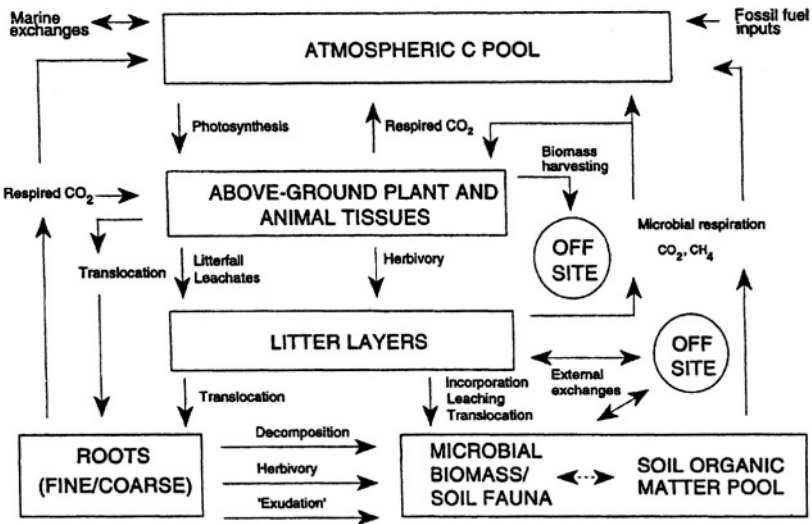 Marine
exchanges
Fossil fuel
inputs
ATMOSPHERIC C POOL
Photosynthesis
Respired CO₂
Biomass
harvesting
Respired CO₂
ABOVE-GROUND PLANT AND
ANIMAL TISSUES
Microbial respiration
CO₂, CH₄
OFF
SITE
Translocation
Litterfall
Leachates
Herbivory
LITTER LAYERS
OFF
SITE
External
exchanges
Translocation
Incorporation
Leaching
Translocation
ROOTS
(FINE/COARSE)
Decomposition
Herbivory
'Exudation'
MICROBIAL
BIOMASS/
SOIL FAUNA
SOIL ORGANIC
MATTER POOL